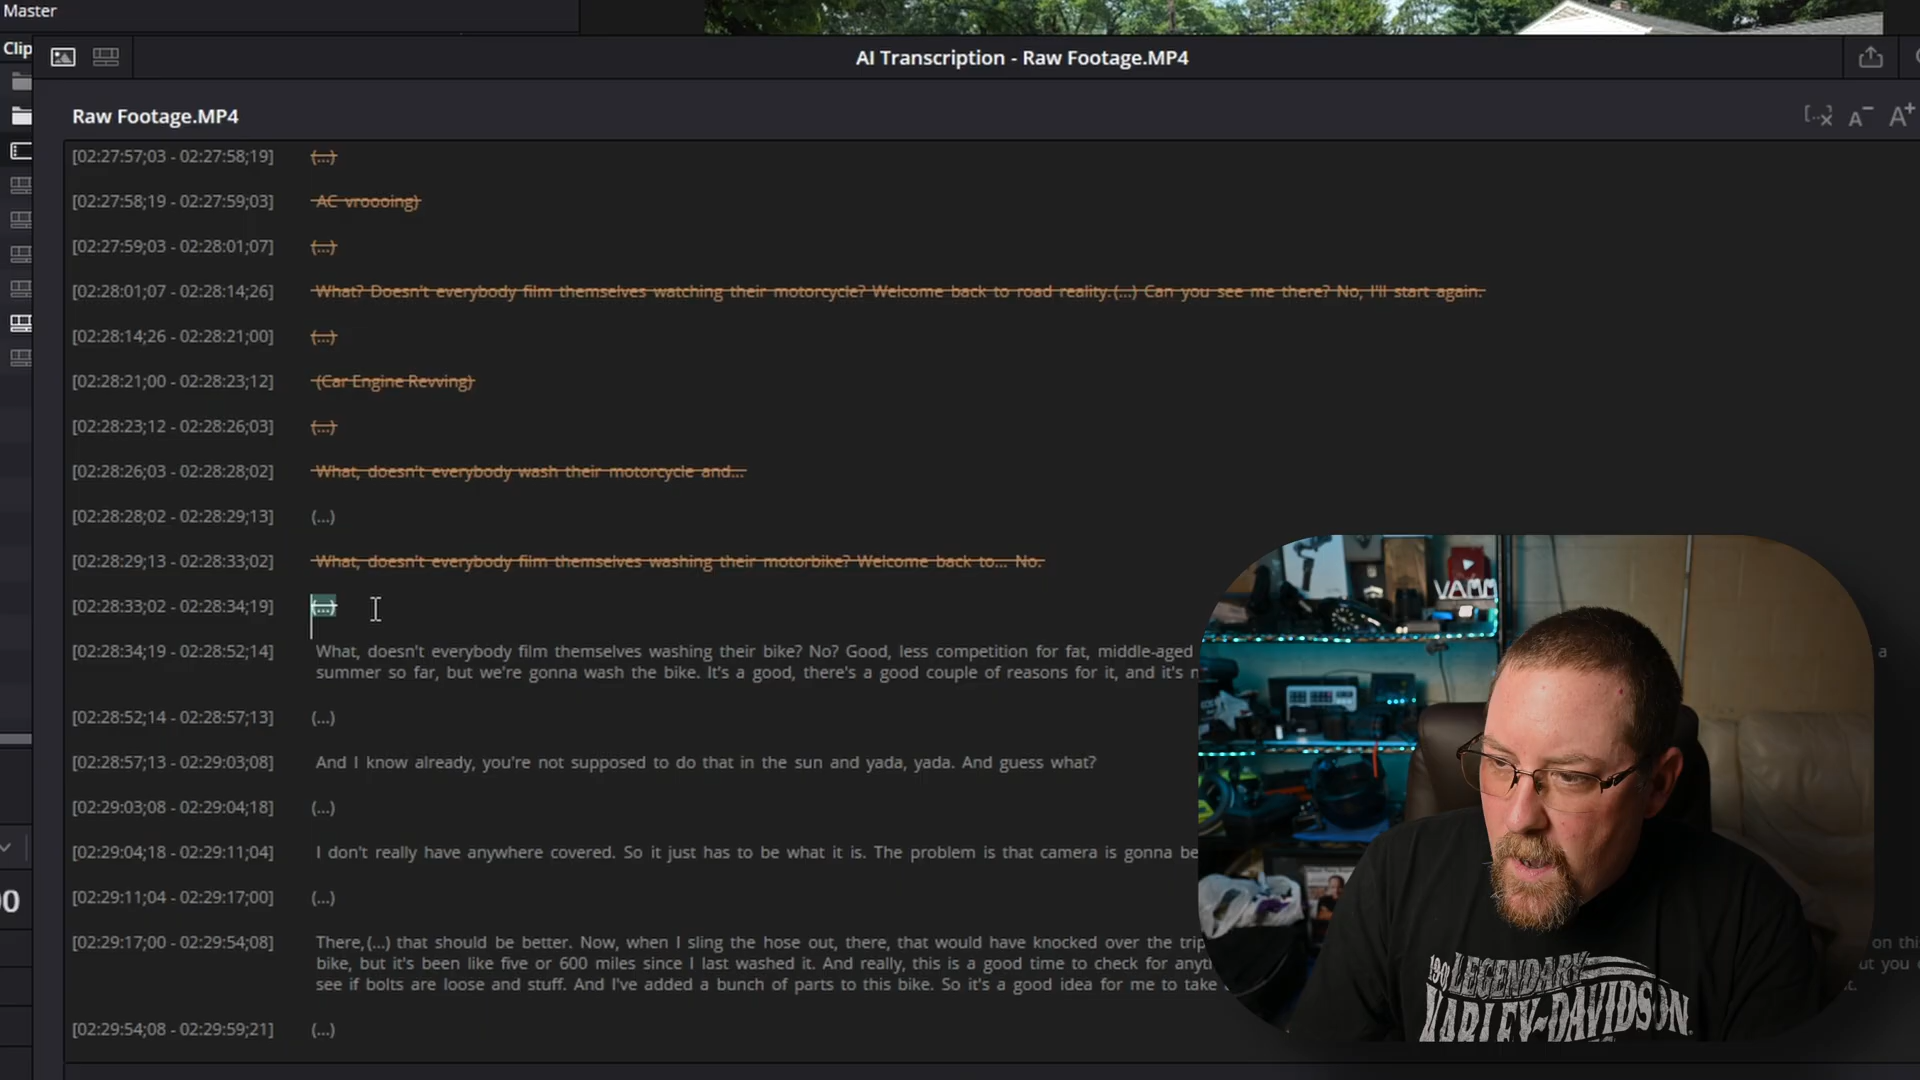 Master
Clip
AI Transcription - Raw Footage.MP4
Raw Footage.MP4
A- A+
[02:27:57;03 - 02:27:58;19] (...)
[02:27:58;19 - 02:27:59;03] AC vroooing)
[02:27:59;03 - 02:28:01;07] (...)
[02:28:01;07 - 02:28:14;26] What? Doesn't everybody film themselves watching their motorcycle? Welcome back to road reality.(...) Can you see me there? No, I'll start again.
[02:28:14;26 - 02:28:21;00] (...)
[02:28:21;00 - 02:28:23;12] (Car Engine Revving)
[02:28:23;12 - 02:28:26;03] (...)
[02:28:26;03 - 02:28:28;02] What, doesn't everybody wash their motorcycle and...
[02:28:28;02 - 02:28:29;13] (...)
[02:28:29;13 - 02:28:33;02] What, doesn't everybody film themselves washing their motorbike? Welcome back to... No.
[02:28:33;02 - 02:28:34;19] (...)
[02:28:34;19 - 02:28:52;14] What, doesn't everybody film themselves washing their bike? No? Good, less competition for fat, middle-aged a
summer so far, but we're gonna wash the bike. It's a good, there's a good couple of reasons for it, and it's
[02:28:52;14 - 02:28:57;13] (...)
[02:28:57;13 - 02:29:03;08] And I know already, you're not supposed to do that in the sun and yada, yada. And guess what?
[02:29:03;08 - 02:29:04;18] (...)
[02:29:04;18 - 02:29:11;04] I don't really have anywhere covered. So it just has to be what it is. The problem is that camera is gonna be
[02:29:11;04 - 02:29:17;00] (...)
[02:29:17;00 - 02:29:54;08] There,(...) that should be better. Now, when I sling the hose out, there, that would have knocked over the trip on
bike, but it's been like five or 600 miles since I last washed it. And really, this is a good time to check for you
see if bolts are loose and stuff. And I've added a bunch of parts to this bike. So it's a good idea for me to take
[02:29:54;08 - 02:29:59;21] (...)
00
VAMM
LEGENDARY
HARLEY-DAVIDSON